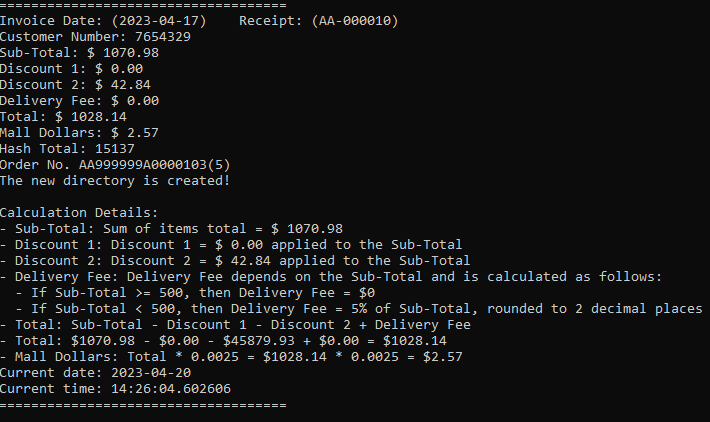 ====================================
Invoice Date: (2023-04-17)    Receipt: (AA-000010)
Customer Number: 7654329
Sub-Total: $ 1070.98
Discount 1: $ 0.00
Discount 2: $ 42.84
Delivery Fee: $ 0.00
Total: $ 1028.14
Mall Dollars: $ 2.57
Hash Total: 15137
Order No. AA999999A0000103(5)
The new directory is created!

Calculation Details:
- Sub-Total: Sum of items total = $ 1070.98
- Discount 1: Discount 1 = $ 0.00 applied to the Sub-Total
- Discount 2: Discount 2 = $ 42.84 applied to the Sub-Total
- Delivery Fee: Delivery Fee depends on the Sub-Total and is calculated as follows:
  - If Sub-Total >= 500, then Delivery Fee = $0
  - If Sub-Total < 500, then Delivery Fee = 5% of Sub-Total, rounded to 2 decimal places
- Total: Sub-Total - Discount 1 - Discount 2 + Delivery Fee
- Total: $1070.98 - $0.00 - $45879.93 + $0.00 = $1028.14
- Mall Dollars: Total * 0.0025 = $1028.14 * 0.0025 = $2.57
Current date: 2023-04-20
Current time: 14:26:04.602606
====================================